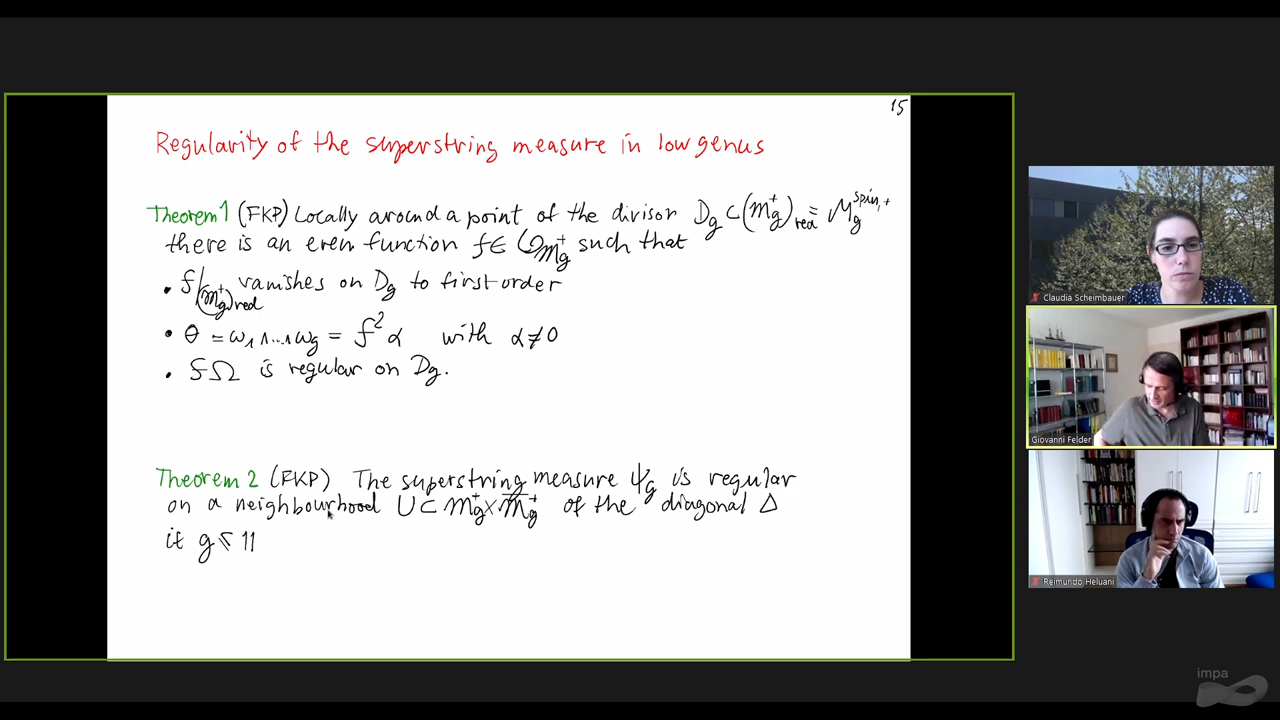 15
Regularity of the superstring measure in low genus
Theorem 1 (FKP) Locally around a point of the divisor D_g ⊂ (M_g^+)_red = M_g^{spin,+}
there is an even function f ∈ O_{M_g^+} such that
• f|_{(M_g^+)red} vanishes on D_g to first order
• θ = ω_1 ∧ ... ∧ ω_g = f^2 α with α ≠ 0
• fΩ is regular on D_g.
Theorem 2 (FKP) The superstring measure Ψ_g is regular
on a neighbourhood U ⊂ M_g^+ × \overline{M_g^+} of the diagonal Δ
if g ⩽ 11
Claudia Scheimbauer
Giovanni Felder
Reimundo Heluani
impa